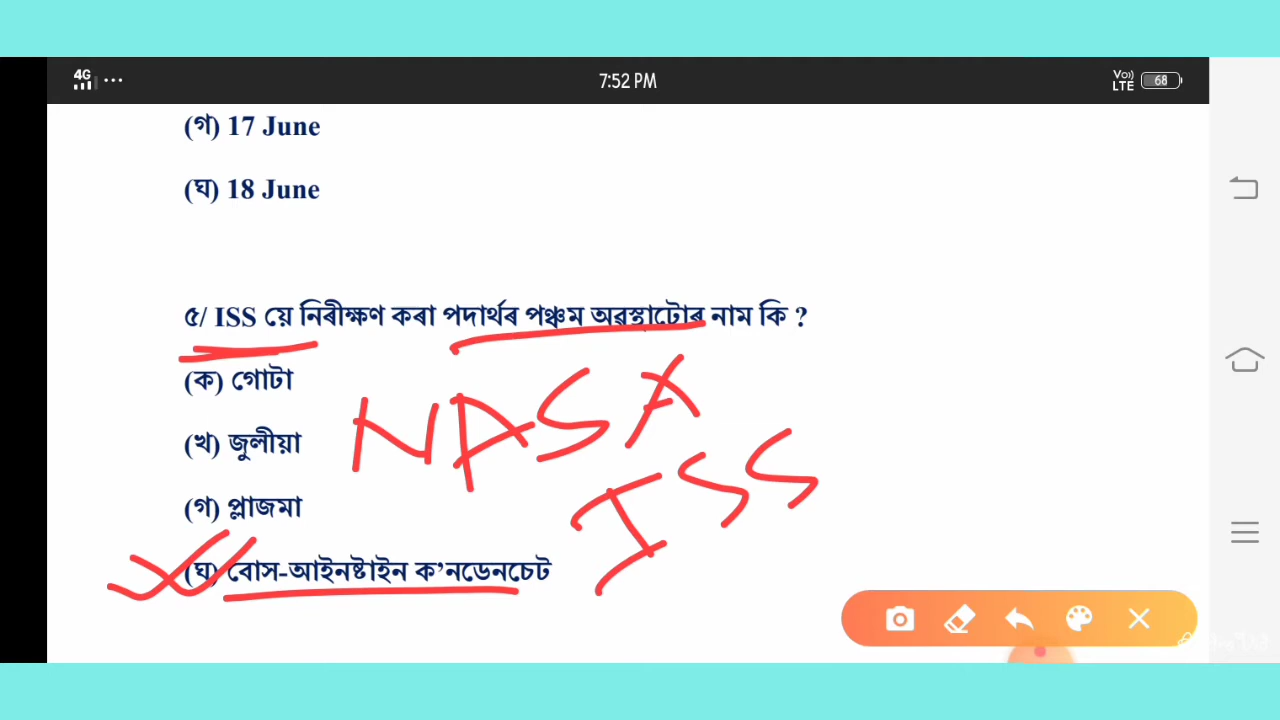 4G 7:52 PM Vo)) LTE 68
(গ) 17 June
(ঘ) 18 June
৫/ ISS য়ে নিৰীক্ষণ কৰা পদাৰ্থৰ পঞ্চম অৱস্থাটোৰ নাম কি ?
(ক) গোটা
(খ) জুলীয়া
NASA
ISS
(গ) প্লাজমা
(ঘ) বোস-আইনষ্টাইন ক’নডেনচেট